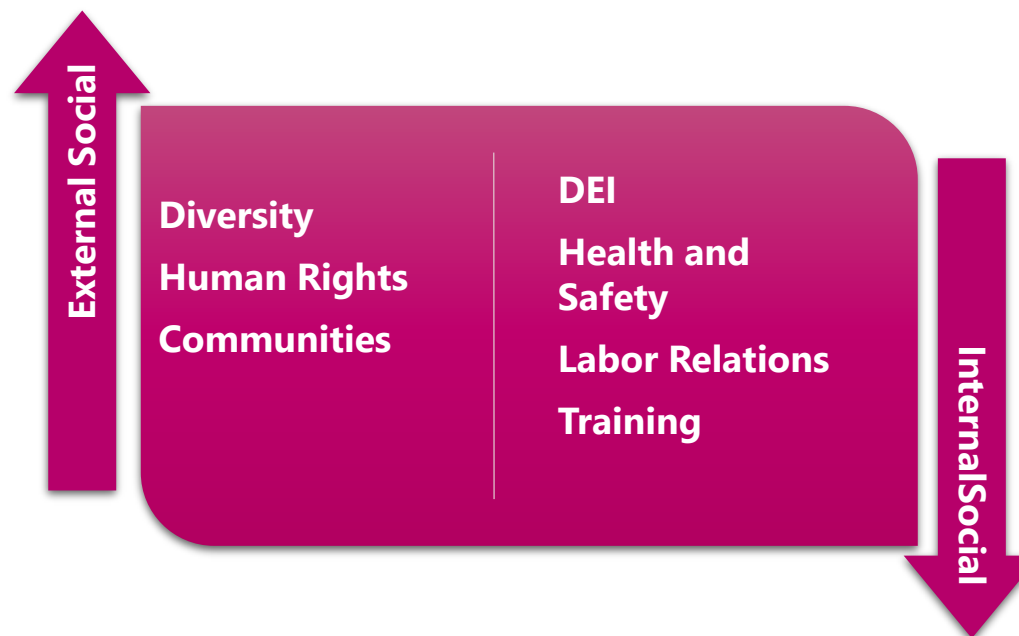 External Social
Diversity
Human Rights
Communities
DEI
Health and
Safety
Labor Relations
Training
InternalSocial